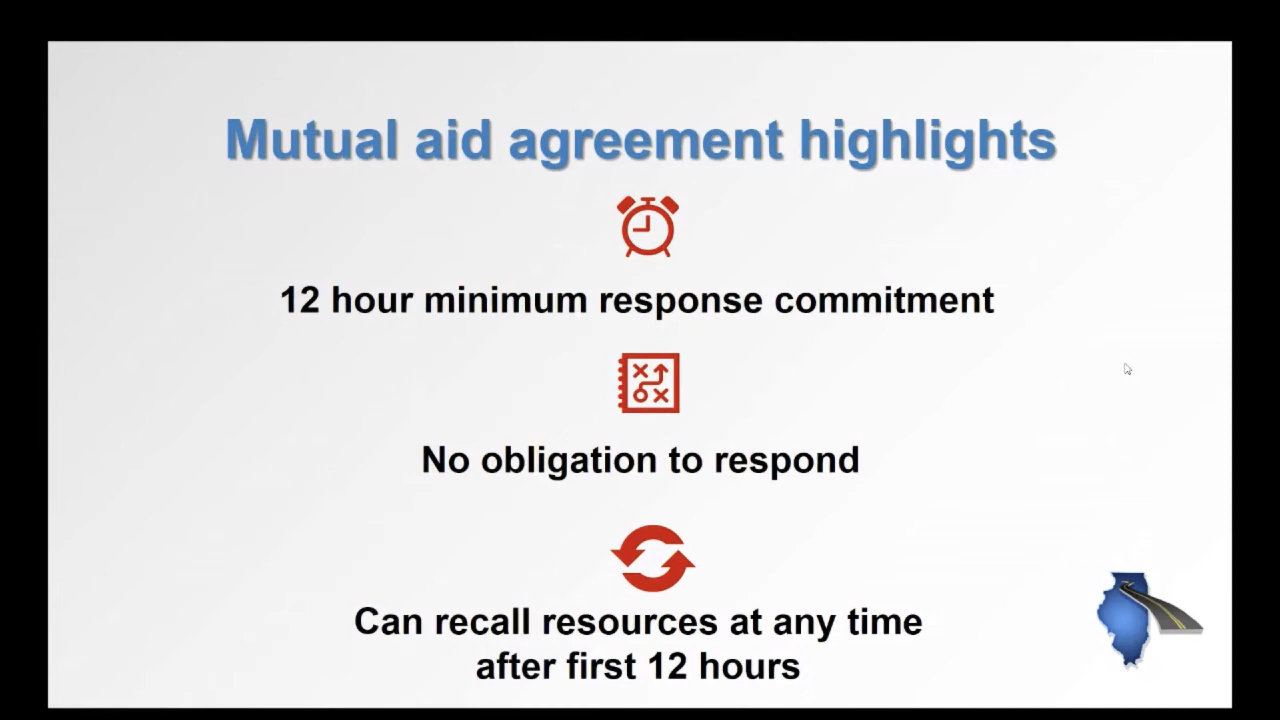 Mutual aid agreement highlights
12 hour minimum response commitment
No obligation to respond
Can recall resources at any time
after first 12 hours